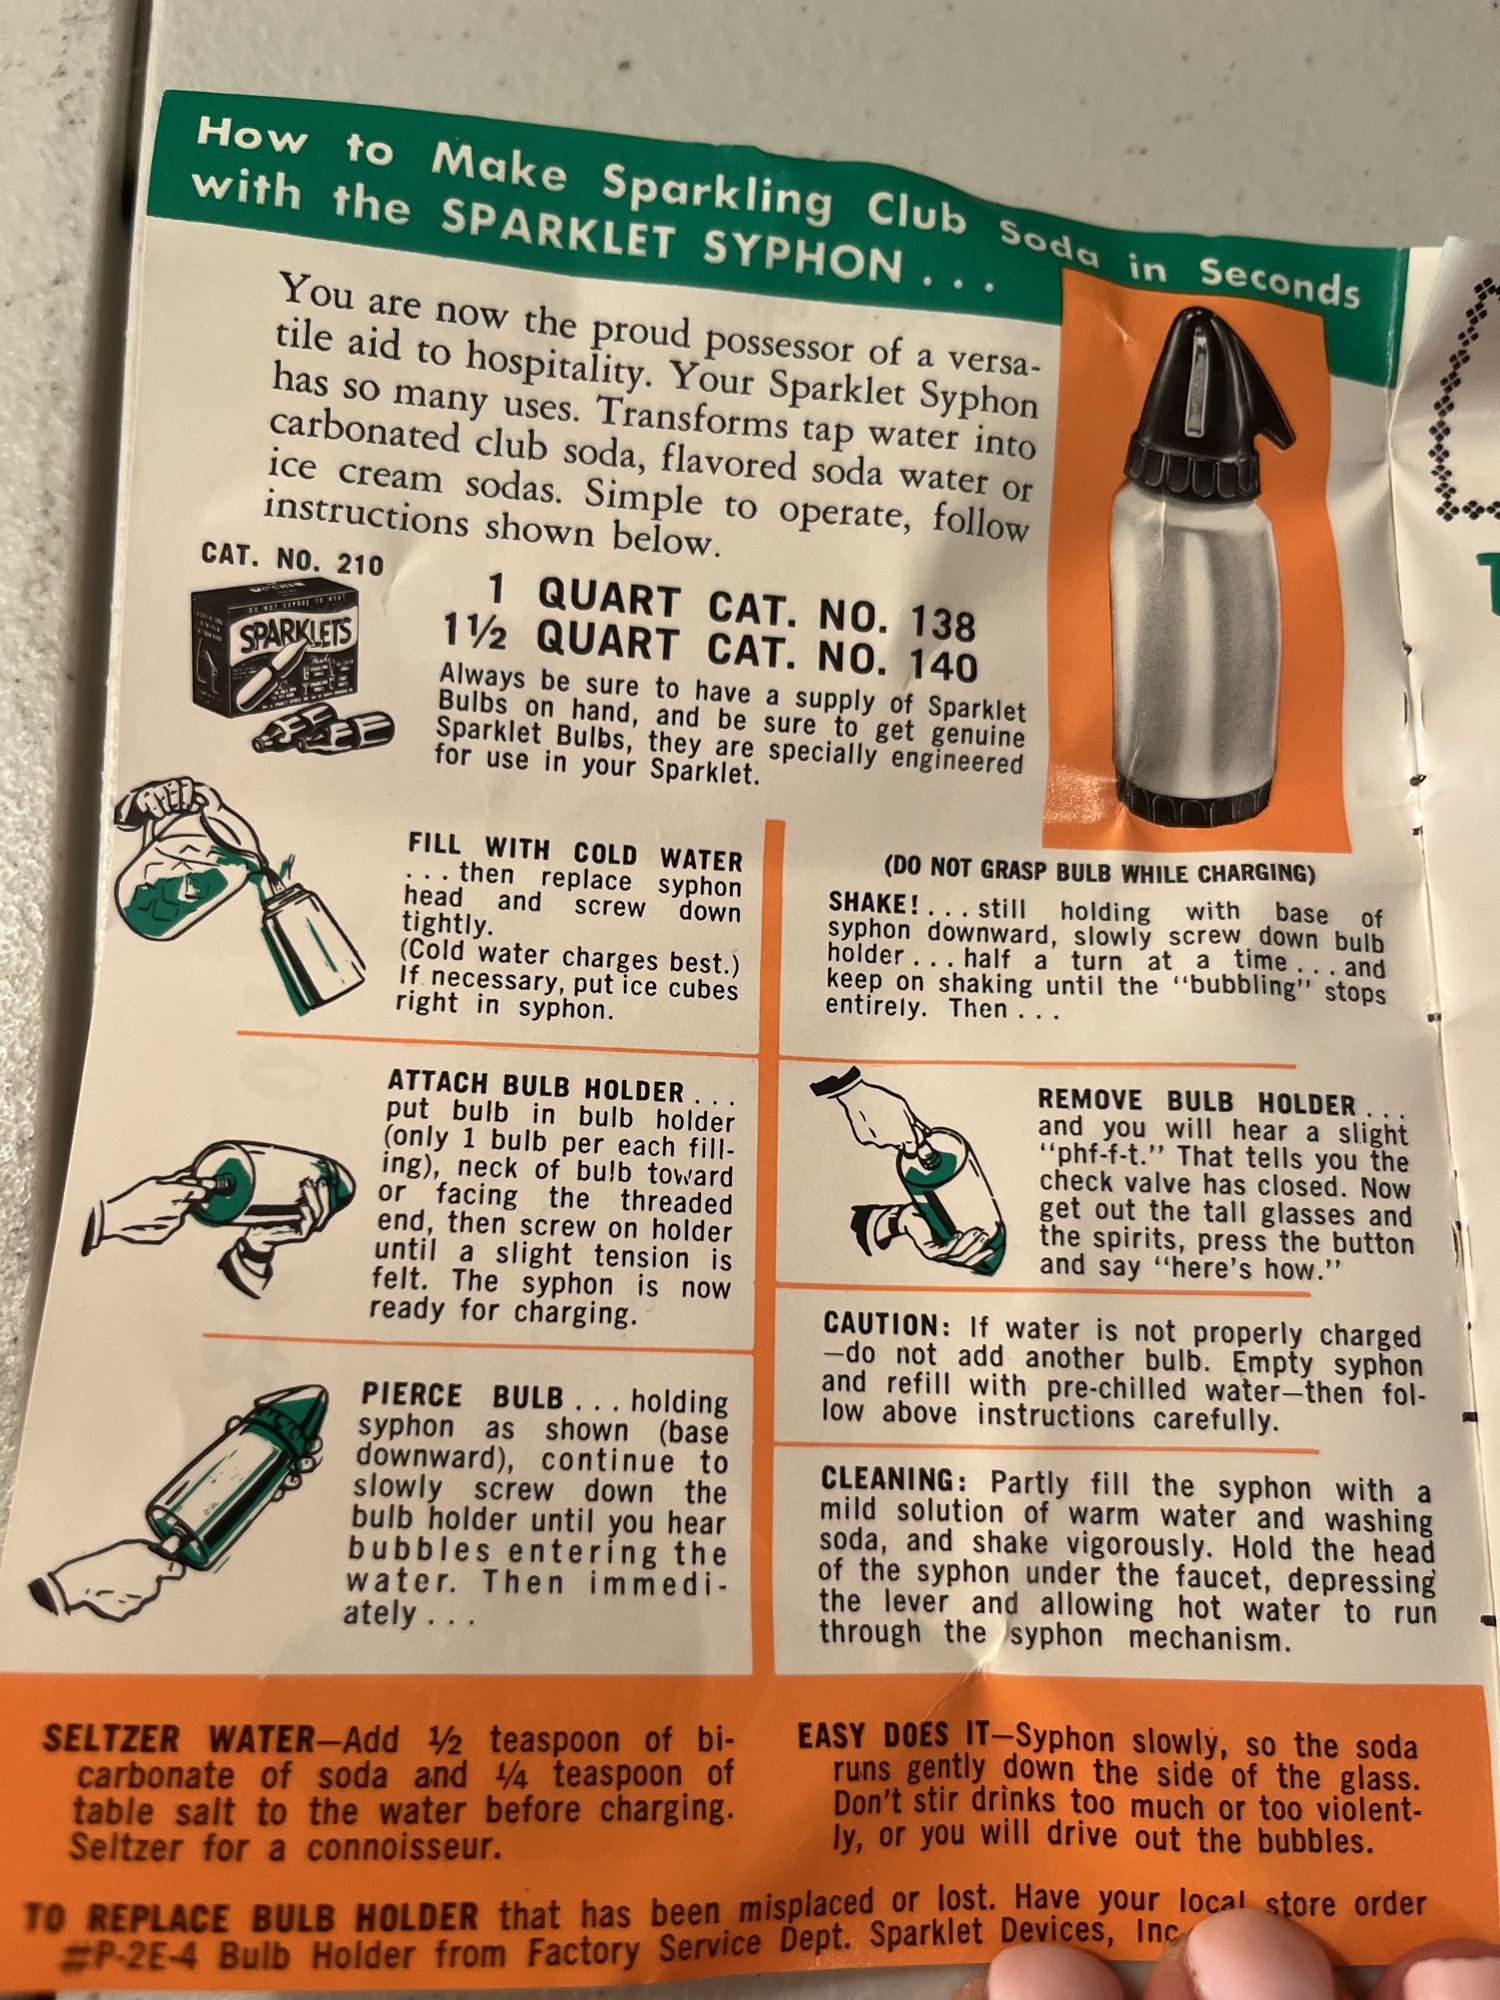 How to Make Sparkling Club Soda in Seconds
with the SPARKLET SYPHON . . .
You are now the proud possessor of a versa-
tile aid to hospitality. Your Sparklet Syphon
has so many uses. Transforms tap water into
carbonated club soda, flavored soda water or
ice cream sodas. Simple to operate, follow
instructions shown below.
CAT. NO. 210
DO NOT EXPOSE TO HEAT
SPARKLETS
1 QUART CAT. NO. 138
1½ QUART CAT. NO. 140
Always be sure to have a supply of Sparklet
Bulbs on hand, and be sure to get genuine
Sparklet Bulbs, they are specially engineered
for use in your Sparklet.
FILL WITH COLD WATER
. . . then replace syphon
head and screw down
tightly.
(Cold water charges best.)
If necessary, put ice cubes
right in syphon.
ATTACH BULB HOLDER . . .
put bulb in bulb holder
(only 1 bulb per each fill-
ing), neck of bulb toward
or facing the threaded
end, then screw on holder
until a slight tension is
felt. The syphon is now
ready for charging.
PIERCE BULB . . . holding
syphon as shown (base
downward), continue to
slowly screw down the
bulb holder until you hear
bubbles entering the
water. Then immedi-
ately . . .
(DO NOT GRASP BULB WHILE CHARGING)
SHAKE! . . . still holding with base of
syphon downward, slowly screw down bulb
holder . . . half a turn at a time . . . and
keep on shaking until the "bubbling" stops
entirely. Then . . .
REMOVE BULB HOLDER . . .
and you will hear a slight
"phf-f-t." That tells you the
check valve has closed. Now
get out the tall glasses and
the spirits, press the button
and say "here's how."
CAUTION: If water is not properly charged
—do not add another bulb. Empty syphon
and refill with pre-chilled water—then fol-
low above instructions carefully.
CLEANING: Partly fill the syphon with a
mild solution of warm water and washing
soda, and shake vigorously. Hold the head
of the syphon under the faucet, depressing
the lever and allowing hot water to run
through the syphon mechanism.
SELTZER WATER—Add ½ teaspoon of bi-
carbonate of soda and ¼ teaspoon of
table salt to the water before charging.
Seltzer for a connoisseur.
EASY DOES IT—Syphon slowly, so the soda
runs gently down the side of the glass.
Don't stir drinks too much or too violent-
ly, or you will drive out the bubbles.
TO REPLACE BULB HOLDER that has been misplaced or lost. Have your local store order
#P-2E-4 Bulb Holder from Factory Service Dept. Sparklet Devices, Inc